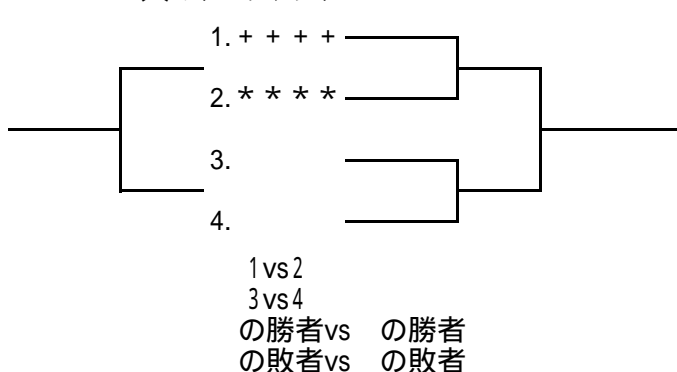 1. + + + +
2. * * * *
3.
4.
1 vs 2
3 vs 4
の勝者vs の勝者
の敗者vs の敗者